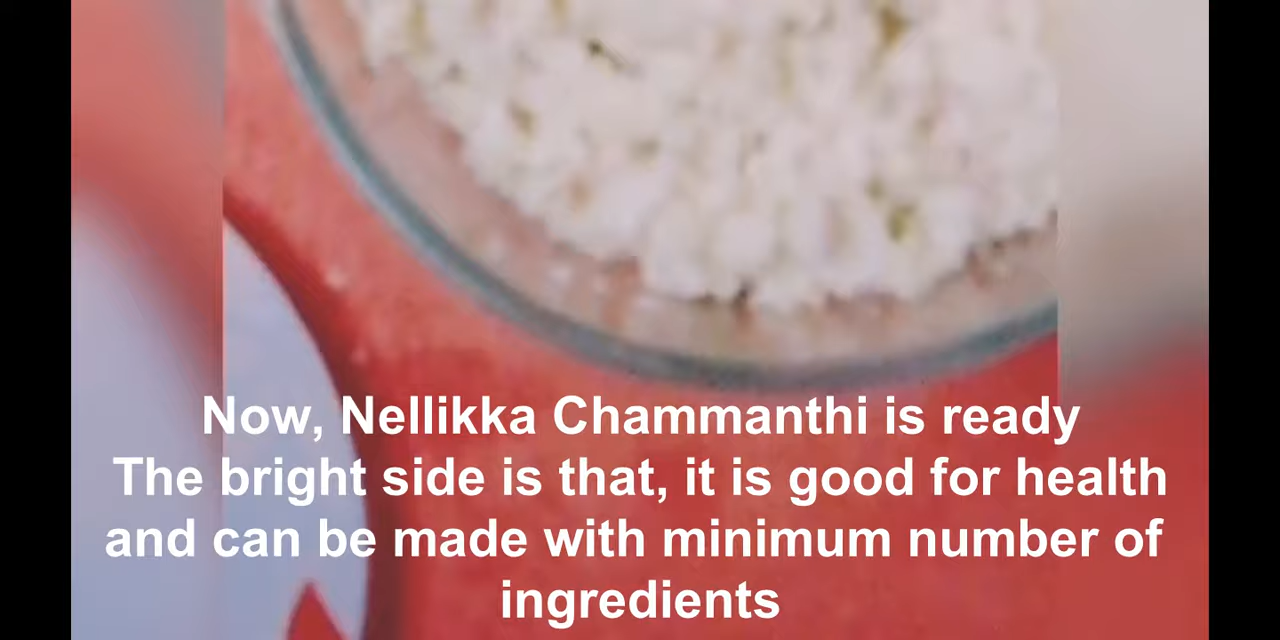 Now, Nellikka Chammanthi is ready
The bright side is that, it is good for health
and can be made with minimum number of
ingredients